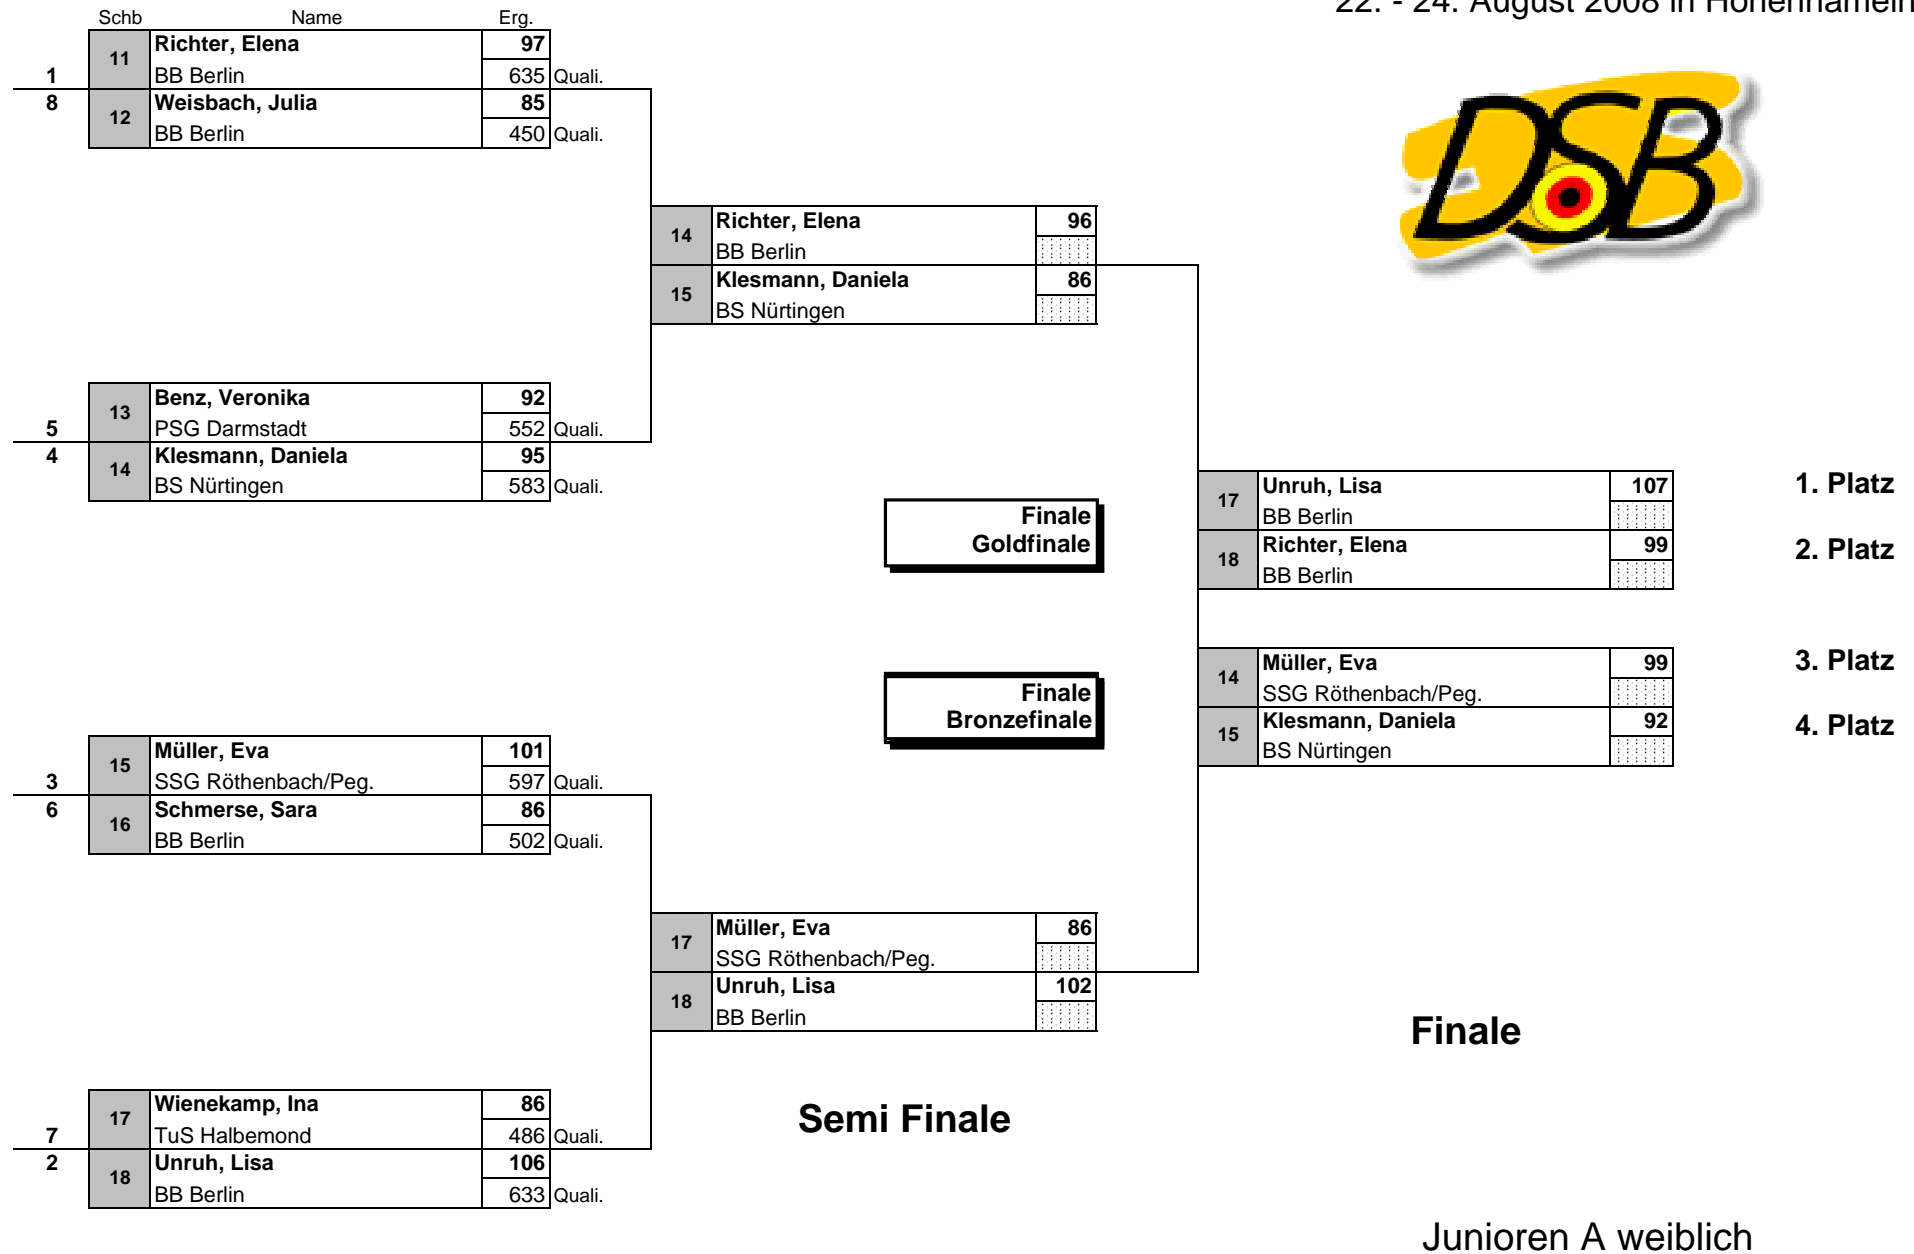 22. - 24. August 2008 in Hohenhameln
Schb Name Erg.
11 Richter, Elena 97
1 BB Berlin 635 Quali.
8 12 Weisbach, Julia 85
BB Berlin 450 Quali.
DSB
14 Richter, Elena 96
BB Berlin
15 Klesmann, Daniela 86
BS Nürtingen
13 Benz, Veronika 92
5 PSG Darmstadt 552 Quali.
4 14 Klesmann, Daniela 95
BS Nürtingen 583 Quali.
Finale
Goldfinale
17 Unruh, Lisa 107 1. Platz
BB Berlin
18 Richter, Elena 99 2. Platz
BB Berlin
Finale
Bronzefinale
14 Müller, Eva 99 3. Platz
SSG Röthenbach/Peg.
15 Klesmann, Daniela 92 4. Platz
BS Nürtingen
15 Müller, Eva 101
3 SSG Röthenbach/Peg. 597 Quali.
6 16 Schmerse, Sara 86
BB Berlin 502 Quali.
17 Müller, Eva 86
SSG Röthenbach/Peg.
18 Unruh, Lisa 102
BB Berlin
Finale
17 Wienekamp, Ina 86
7 TuS Halbemond 486 Quali.
2 18 Unruh, Lisa 106
BB Berlin 633 Quali.
Semi Finale
Junioren A weiblich